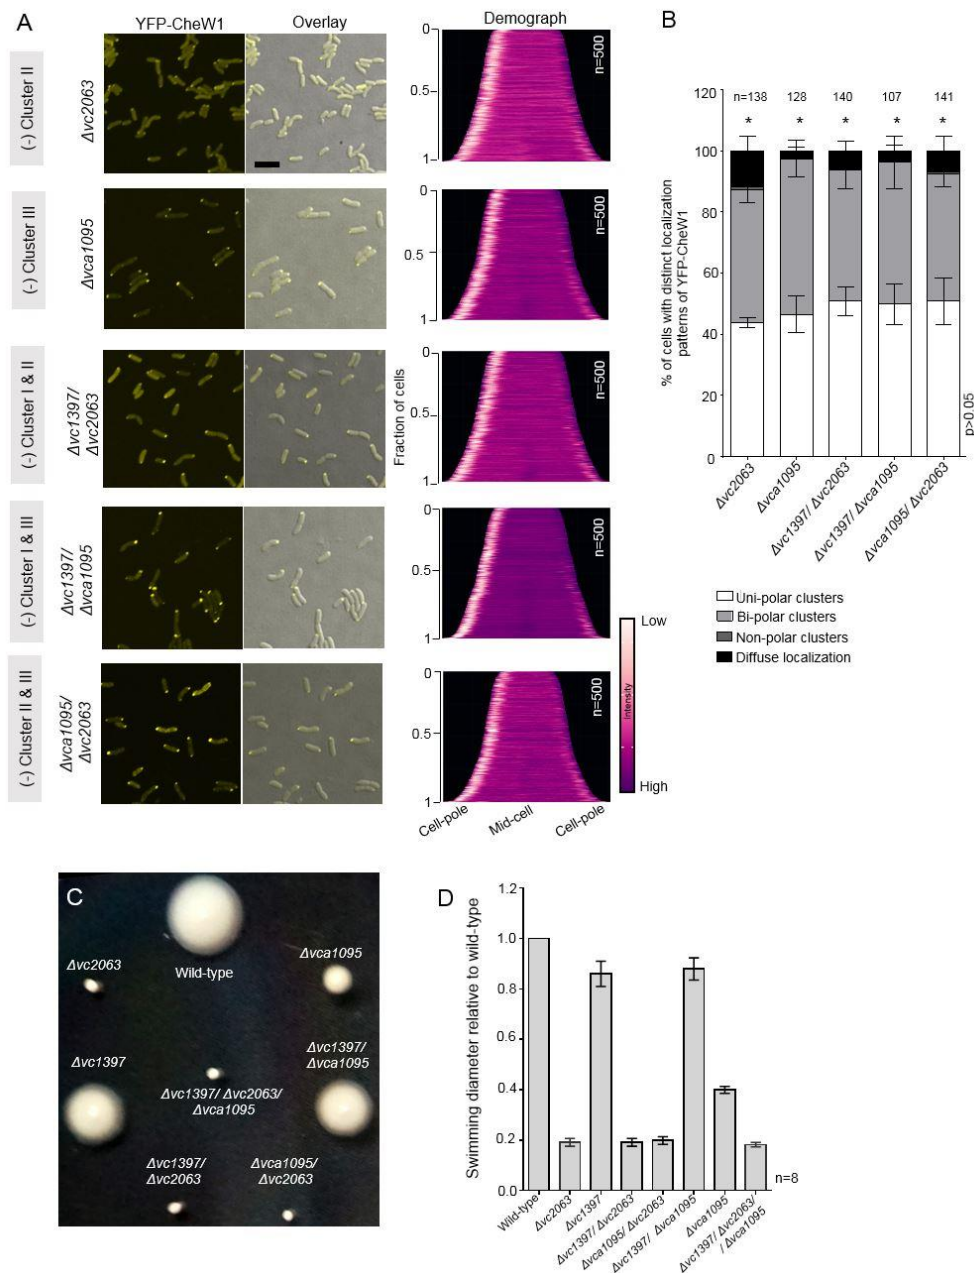 A
YFP-CheW1
Overlay
Demograph
(-) Cluster II
Δvc2063
0
0.5
1
n=500
(-) Cluster III
Δvca1095
0
0.5
1
n=500
(-) Cluster I & II
Δvc1397/
Δvc2063
Fraction of cells
0
0.5
1
n=500
(-) Cluster I & III
Δvc1397/
Δvca1095
0
0.5
1
n=500
(-) Cluster II & III
Δvca1095/
Δvc2063
0
0.5
1
n=500
Cell-pole
Mid-cell
Cell-pole
Low
Intensity
High
B
% of cells with distinct localization
patterns of YFP-CheW1
120
100
80
60
40
20
0
n=138 128 140 107 141
* * * * *
p>0.05
Δvc2063
Δvca1095
Δvc1397/ Δvc2063
Δvc1397/ Δvca1095
Δvca1095/ Δvc2063
Uni-polar clusters
Bi-polar clusters
Non-polar clusters
Diffuse localization
C
Wild-type
Δvc2063
Δvca1095
Δvc1397
Δvc1397/
Δvca1095
Δvc1397/ Δvc2063/
Δvca1095
Δvc1397/
Δvc2063
Δvca1095/
Δvc2063
D
Swimming diameter relative to wild-type
1.2
1.0
0.8
0.6
0.4
0.2
0.0
n=8
Wild-type
Δvc2063
Δvc1397
Δvc1397/ Δvc2063
Δvca1095/ Δvc2063
Δvc1397/ Δvca1095
Δvca1095
Δvc1397/ Δvc2063/
/ Δvca1095